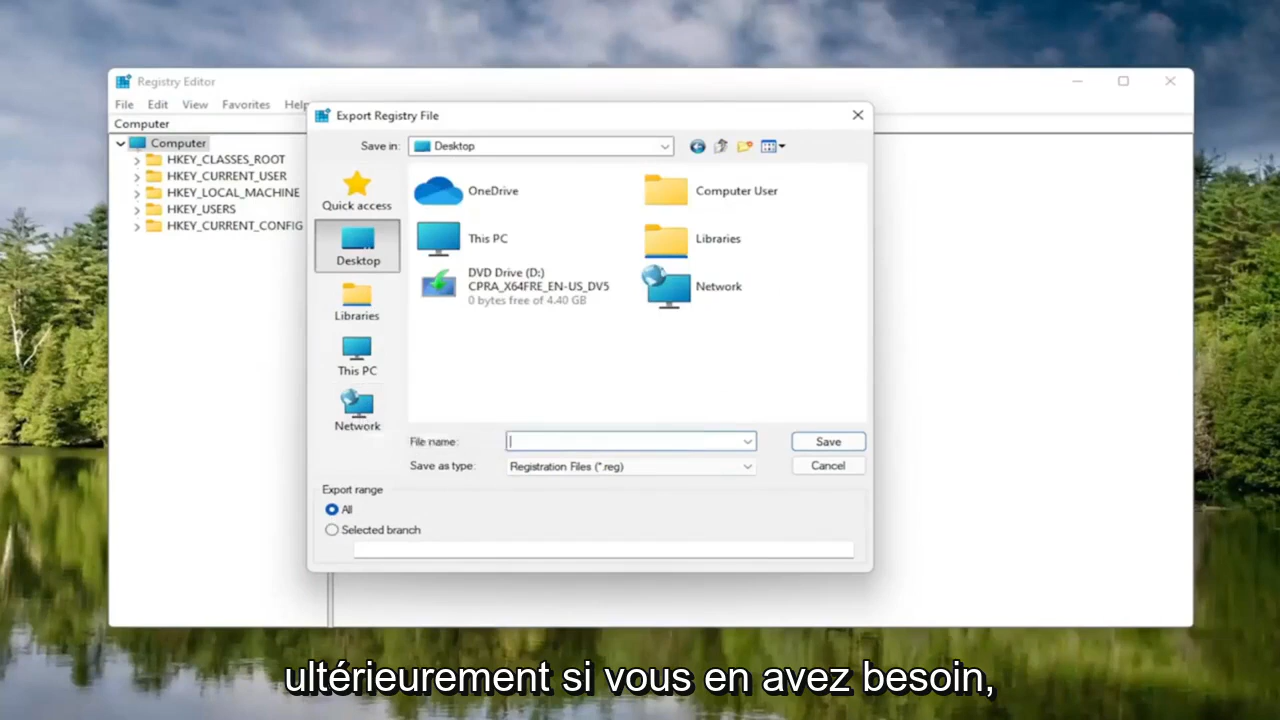 Registry Editor
File Edit View Favorites Help
Computer
Computer
HKEY_CLASSES_ROOT
HKEY_CURRENT_USER
HKEY_LOCAL_MACHINE
HKEY_USERS
HKEY_CURRENT_CONFIG
Export Registry File
Save in: Desktop
Quick access
Desktop
Libraries
This PC
Network
OneDrive
Computer User
This PC
Libraries
DVD Drive (D:)
CPRA_X64FRE_EN-US_DV5
0 bytes free of 4.40 GB
Network
File name:
Save
Save as type: Registration Files (*.reg)
Cancel
Export range
All
Selected branch
ultérieurement si vous en avez besoin,